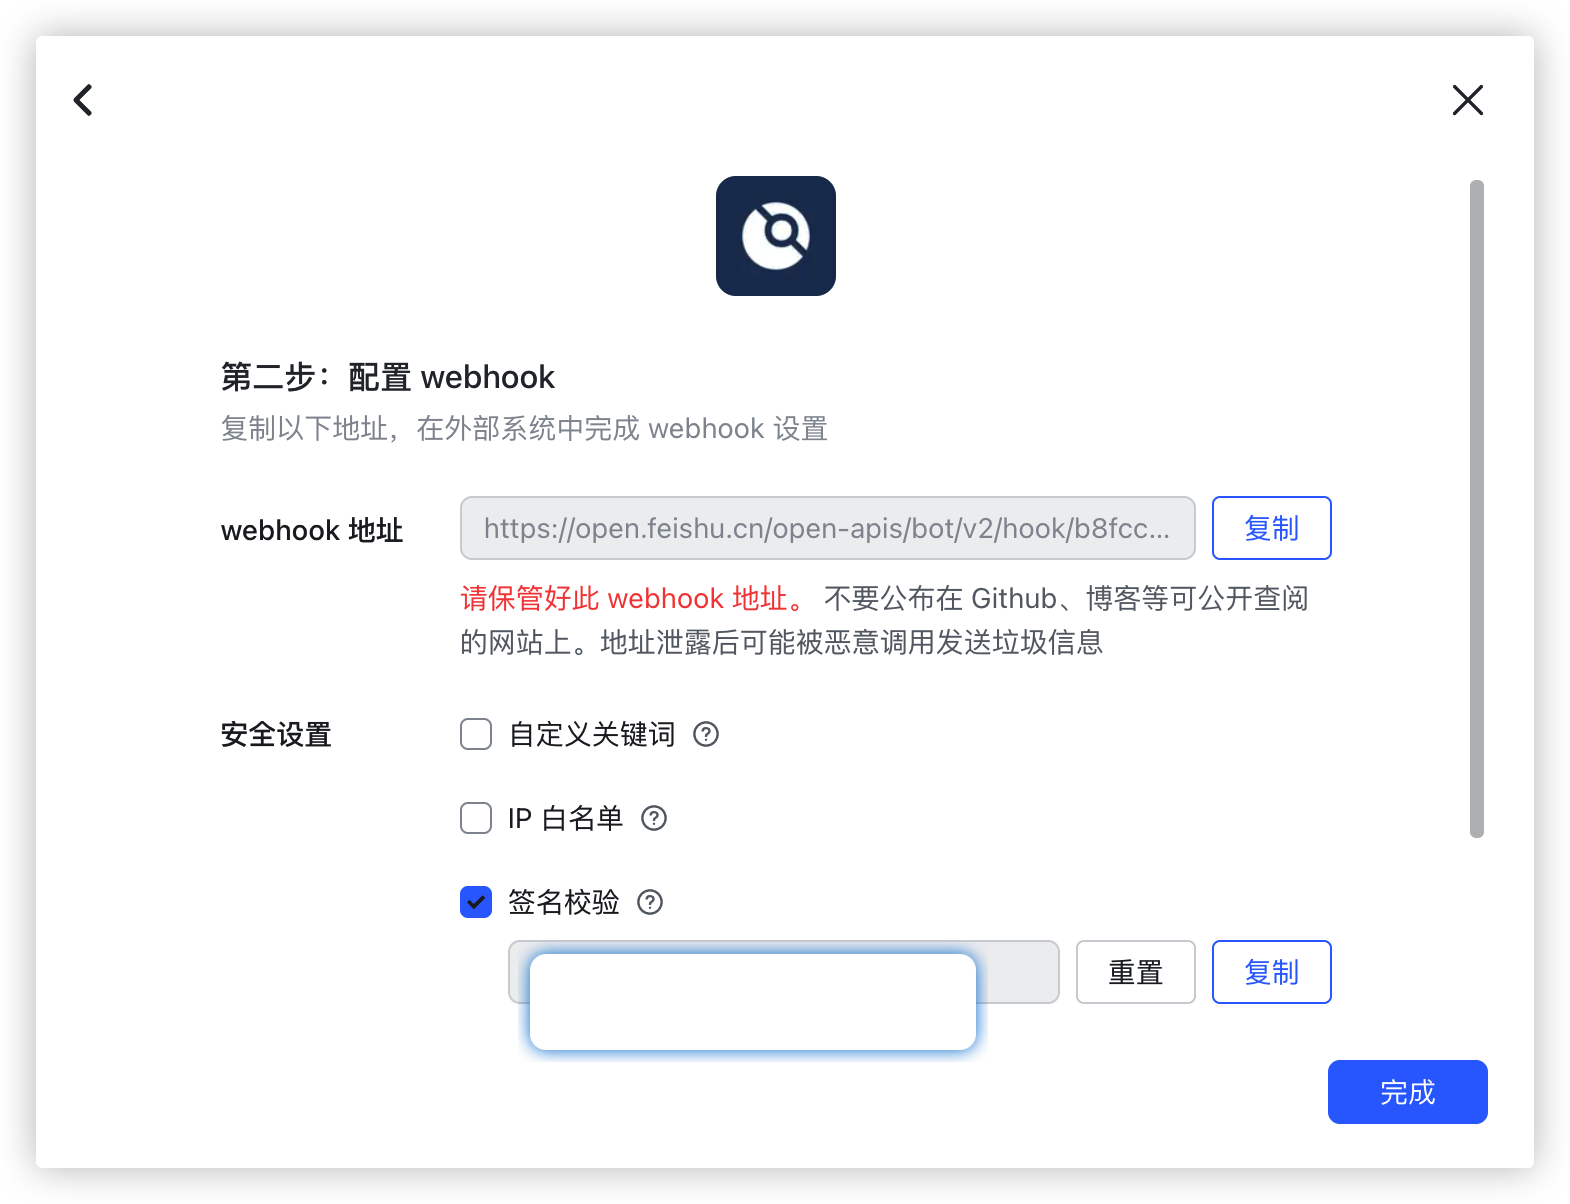 第二步：配置 webhook
复制以下地址，在外部系统中完成 webhook 设置
webhook 地址
https://open.feishu.cn/open-apis/bot/v2/hook/b8fcc...
复制
请保管好此 webhook 地址。 不要公布在 Github、博客等可公开查阅
的网站上。地址泄露后可能被恶意调用发送垃圾信息
安全设置
自定义关键词
IP 白名单
签名校验
重置
复制
完成